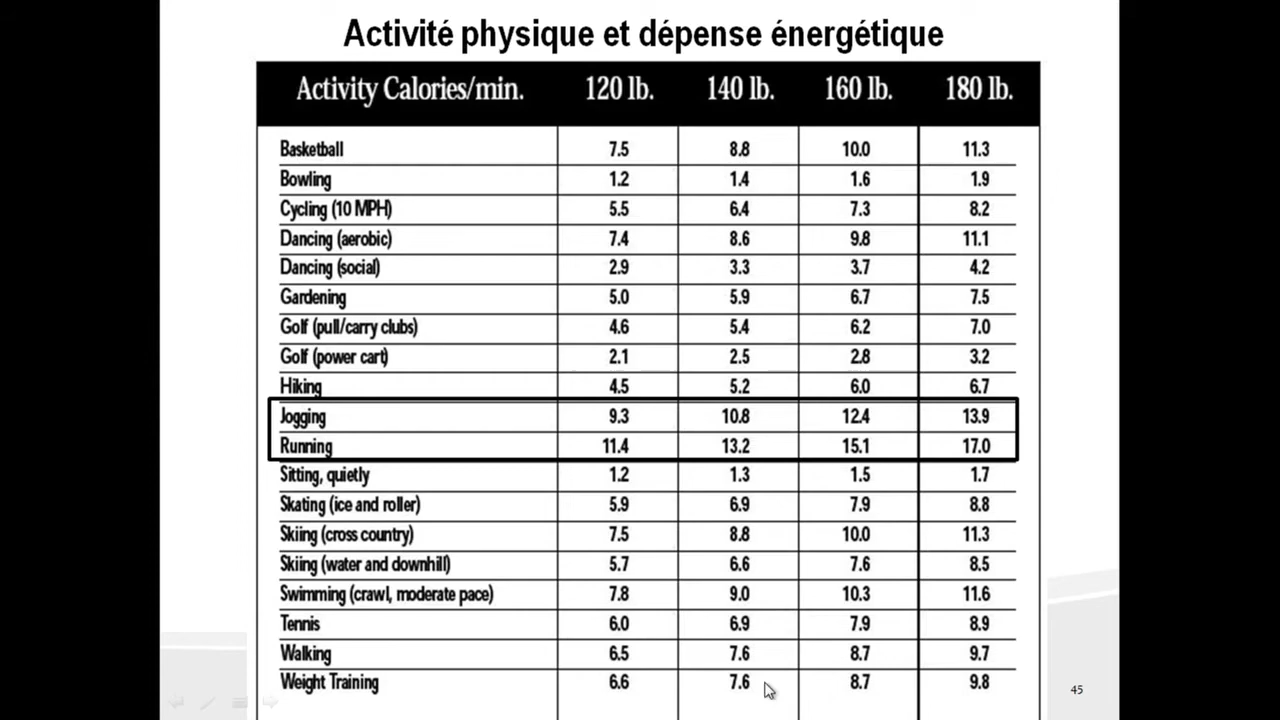 Activité physique et dépense énergétique
Activity Calories/min. 120 lb. 140 lb. 160 lb. 180 lb.
Basketball 7.5 8.8 10.0 11.3
Bowling 1.2 1.4 1.6 1.9
Cycling (10 MPH) 5.5 6.4 7.3 8.2
Dancing (aerobic) 7.4 8.6 9.8 11.1
Dancing (social) 2.9 3.3 3.7 4.2
Gardening 5.0 5.9 6.7 7.5
Golf (pull/carry clubs) 4.6 5.4 6.2 7.0
Golf (power cart) 2.1 2.5 2.8 3.2
Hiking 4.5 5.2 6.0 6.7
Jogging 9.3 10.8 12.4 13.9
Running 11.4 13.2 15.1 17.0
Sitting, quietly 1.2 1.3 1.5 1.7
Skating (ice and roller) 5.9 6.9 7.9 8.8
Skiing (cross country) 7.5 8.8 10.0 11.3
Skiing (water and downhill) 5.7 6.6 7.6 8.5
Swimming (crawl, moderate pace) 7.8 9.0 10.3 11.6
Tennis 6.0 6.9 7.9 8.9
Walking 6.5 7.6 8.7 9.7
Weight Training 6.6 7.6 8.7 9.8
45